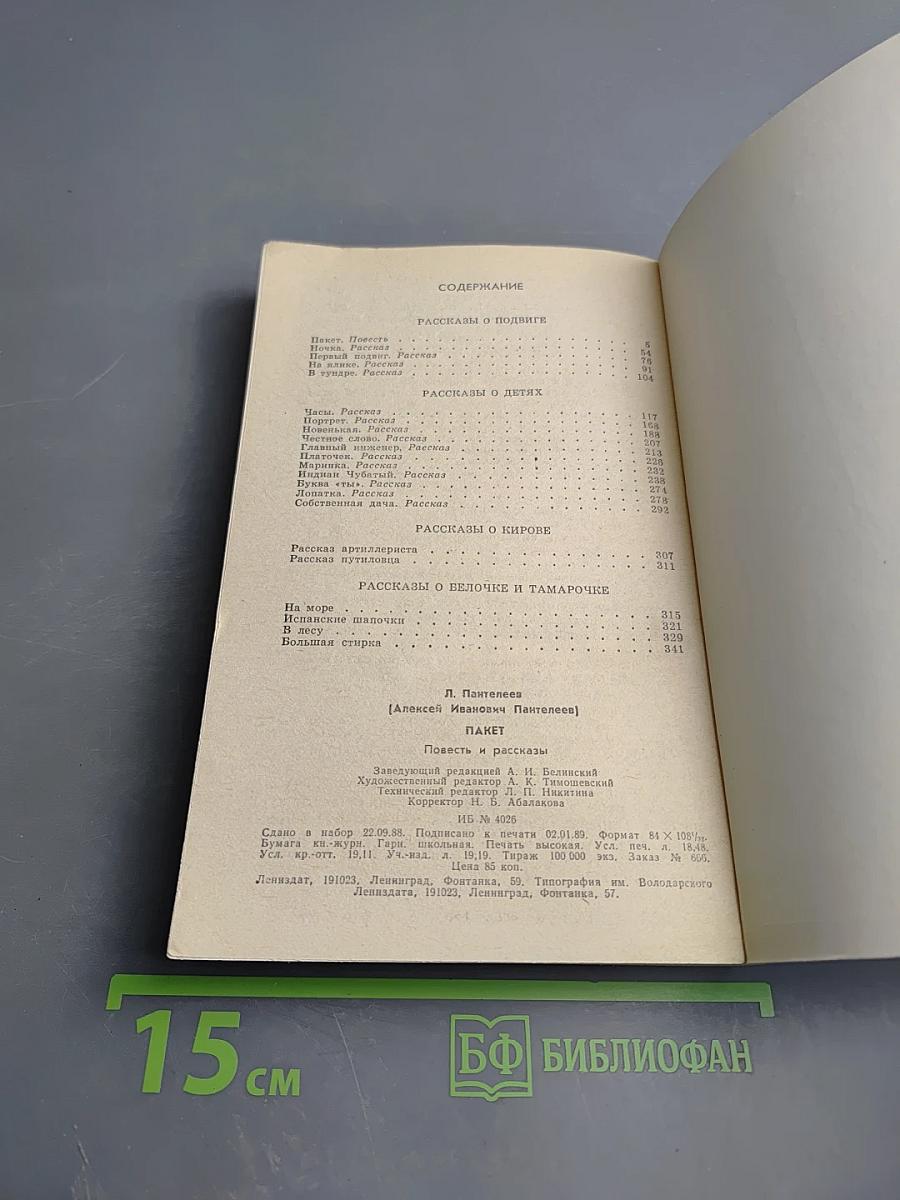 СОДЕРЖАНИЕ
РАССКАЗЫ О ПОДВИГЕ
Пакет. Повесть . . . . . . . . . . 5
Ночка. Рассказ . . . . . . . . . . 54
Первый подвиг. Рассказ . . . . . . . . . . 76
На ялике. Рассказ . . . . . . . . . . 91
В тундре. Рассказ . . . . . . . . . . 104
РАССКАЗЫ О ДЕТЯХ
Часы. Рассказ . . . . . . . . . . 117
Портрет. Рассказ . . . . . . . . . . 168
Новенькая. Рассказ . . . . . . . . . . 188
Честное слово. Рассказ . . . . . . . . . . 207
Главный инженер. Рассказ . . . . . . . . . . 213
Платочек. Рассказ . . . . . . . . . . 226
Маринка. Рассказ . . . . . . . . . . 232
Индиан Чубатый. Рассказ . . . . . . . . . . 238
Буква «ты». Рассказ . . . . . . . . . . 274
Лопатка. Рассказ . . . . . . . . . . 278
Собственная дача. Рассказ . . . . . . . . . . 292
РАССКАЗЫ О КИРОВЕ
Рассказ артиллериста . . . . . . . . . . 307
Рассказ путиловца . . . . . . . . . . 311
РАССКАЗЫ О БЕЛОЧКЕ И ТАМАРОЧКЕ
На море . . . . . . . . . . 315
Испанские шапочки . . . . . . . . . . 321
В лесу . . . . . . . . . . 329
Большая стирка . . . . . . . . . . 341
Л. Пантелеев
(Алексей Иванович Пантелеев)
ПАКЕТ
Повесть и рассказы
Заведующий редакцией А. И. Белинский
Художественный редактор А. К. Тимошевский
Технический редактор Л. П. Никитина
Корректор Н. Б. Абалакова
ИБ № 4026
Сдано в набор 22.09.88. Подписано к печати 02.01.89. Формат 84×108¹/₃₂.
Бумага кн.-журн. Гарн. школьная. Печать высокая. Усл. печ. л. 18,48.
Усл. кр.-отт. 19,11. Уч.-изд. л. 19,19. Тираж 100 000 экз. Заказ № 606.
Цена 85 коп.
Лениздат, 191023, Ленинград, Фонтанка, 59. Типография им. Володарского
Лениздата, 191023, Ленинград, Фонтанка, 57.
15 см
БФ БИБЛИОФАН